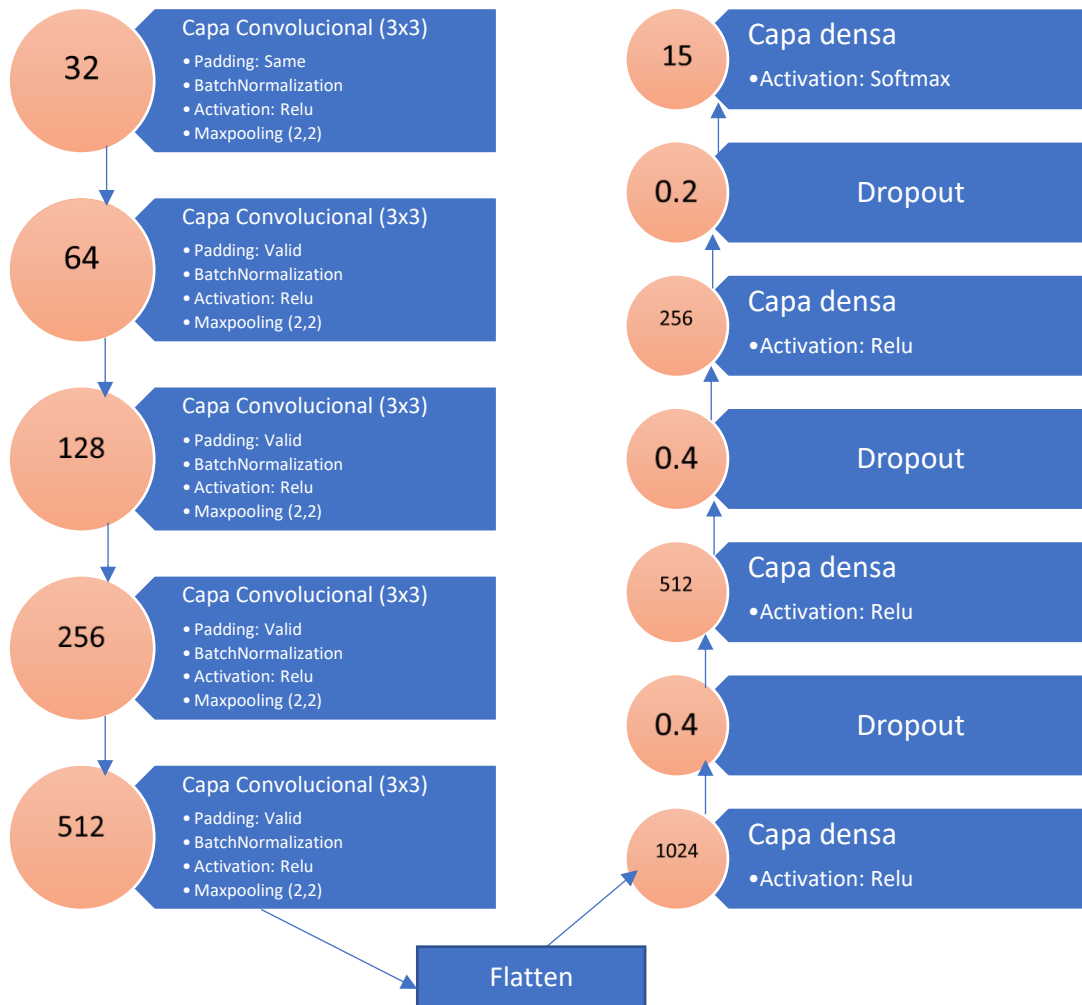 32
Capa Convolucional (3x3)
• Padding: Same
• BatchNormalization
• Activation: Relu
• Maxpooling (2,2)
64
Capa Convolucional (3x3)
• Padding: Valid
• BatchNormalization
• Activation: Relu
• Maxpooling (2,2)
128
Capa Convolucional (3x3)
• Padding: Valid
• BatchNormalization
• Activation: Relu
• Maxpooling (2,2)
256
Capa Convolucional (3x3)
• Padding: Valid
• BatchNormalization
• Activation: Relu
• Maxpooling (2,2)
512
Capa Convolucional (3x3)
• Padding: Valid
• BatchNormalization
• Activation: Relu
• Maxpooling (2,2)
Flatten
15
Capa densa
•Activation: Softmax
0.2
Dropout
256
Capa densa
•Activation: Relu
0.4
Dropout
512
Capa densa
•Activation: Relu
0.4
Dropout
1024
Capa densa
•Activation: Relu